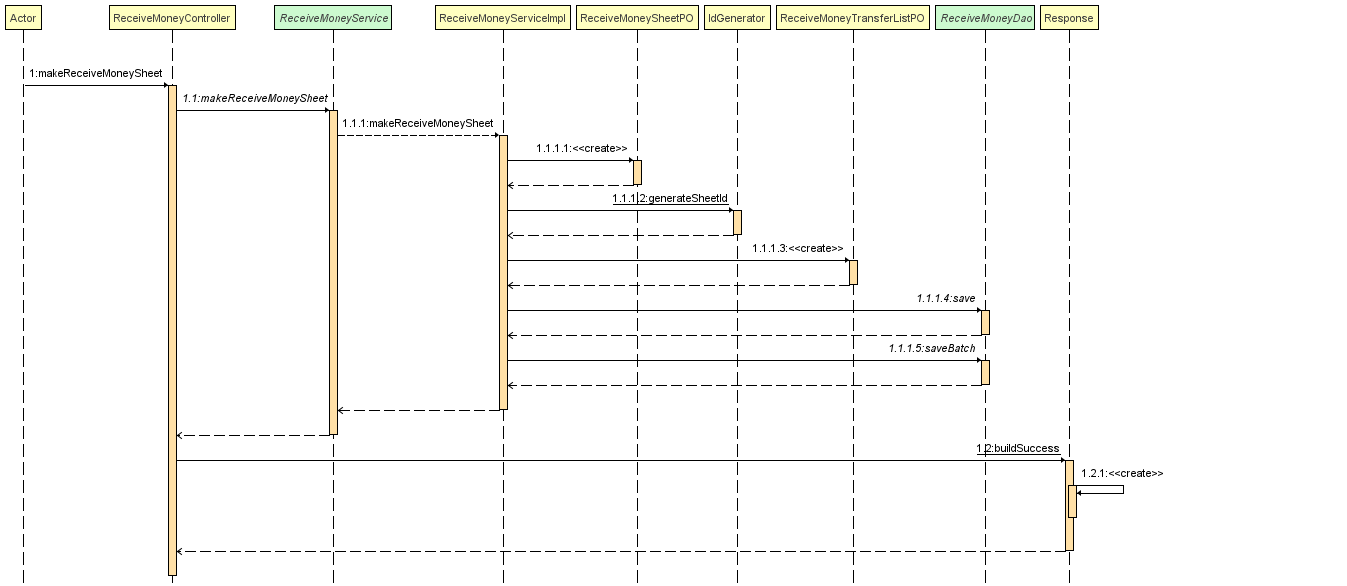 Actor
ReceiveMoneyController
ReceiveMoneyService
ReceiveMoneyServiceImpl
ReceiveMoneySheetPO
IdGenerator
ReceiveMoneyTransferListPO
ReceiveMoneyDao
Response
1:makeReceiveMoneySheet
1.1:makeReceiveMoneySheet
1.1.1:makeReceiveMoneySheet
1.1.1.1:<<create>>
1.1.1.2:generateSheetId
1.1.1.3:<<create>>
1.1.1.4:save
1.1.1.5:saveBatch
1.2:buildSuccess
1.2.1:<<create>>